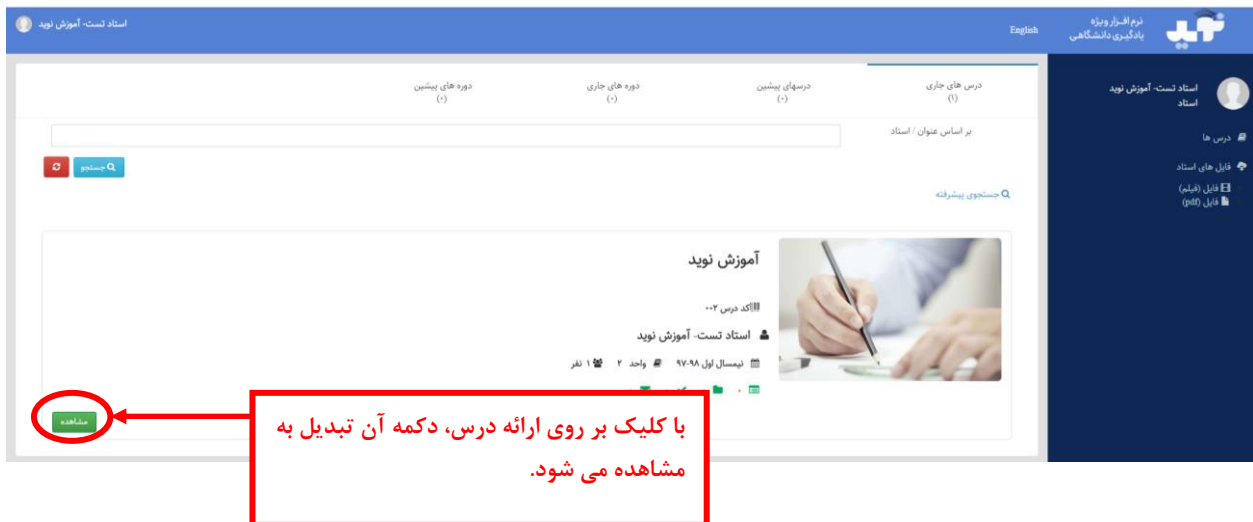 نوید
نرم افزار ویژه
یادگیری دانشگاهی
English
استاد تست- آموزش نوید
استاد تست- آموزش نوید
استاد
درس ها
فایل های استاد
فایل (فیلم)
فایل (pdf)
درس های جاری
(۱)
درسهای پیشین
(۰)
دوره های جاری
(۰)
دوره های پیشین
(۰)
بر اساس عنوان / استاد
جستجو
جستجوی پیشرفته
آموزش نوید
کد درس ۰۰۲
استاد تست- آموزش نوید
نیمسال اول ۹۸-۹۷ واحد ۲ ۱ نفر
۰
مشاهده
با کلیک بر روی ارائه درس، دکمه آن تبدیل به
مشاهده می شود.